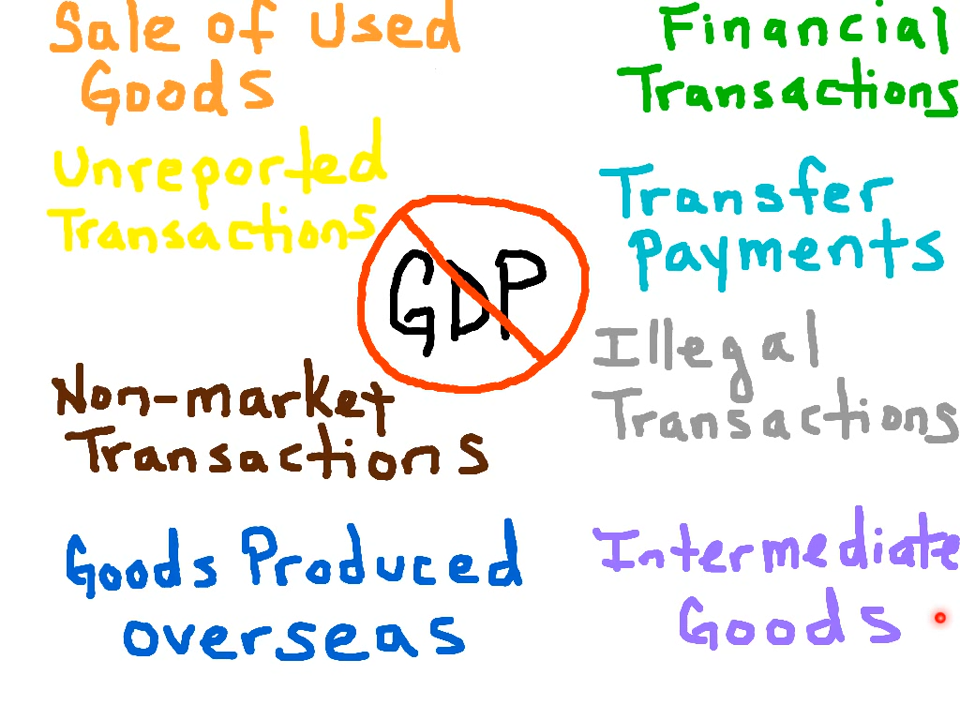 Sale of Used
Goods
Financial
Transactions
Unreported
Transactions
Transfer
Payments
GDP
Illegal
Transactions
Non-market
Transactions
Goods Produced
overseas
Intermediate
Goods